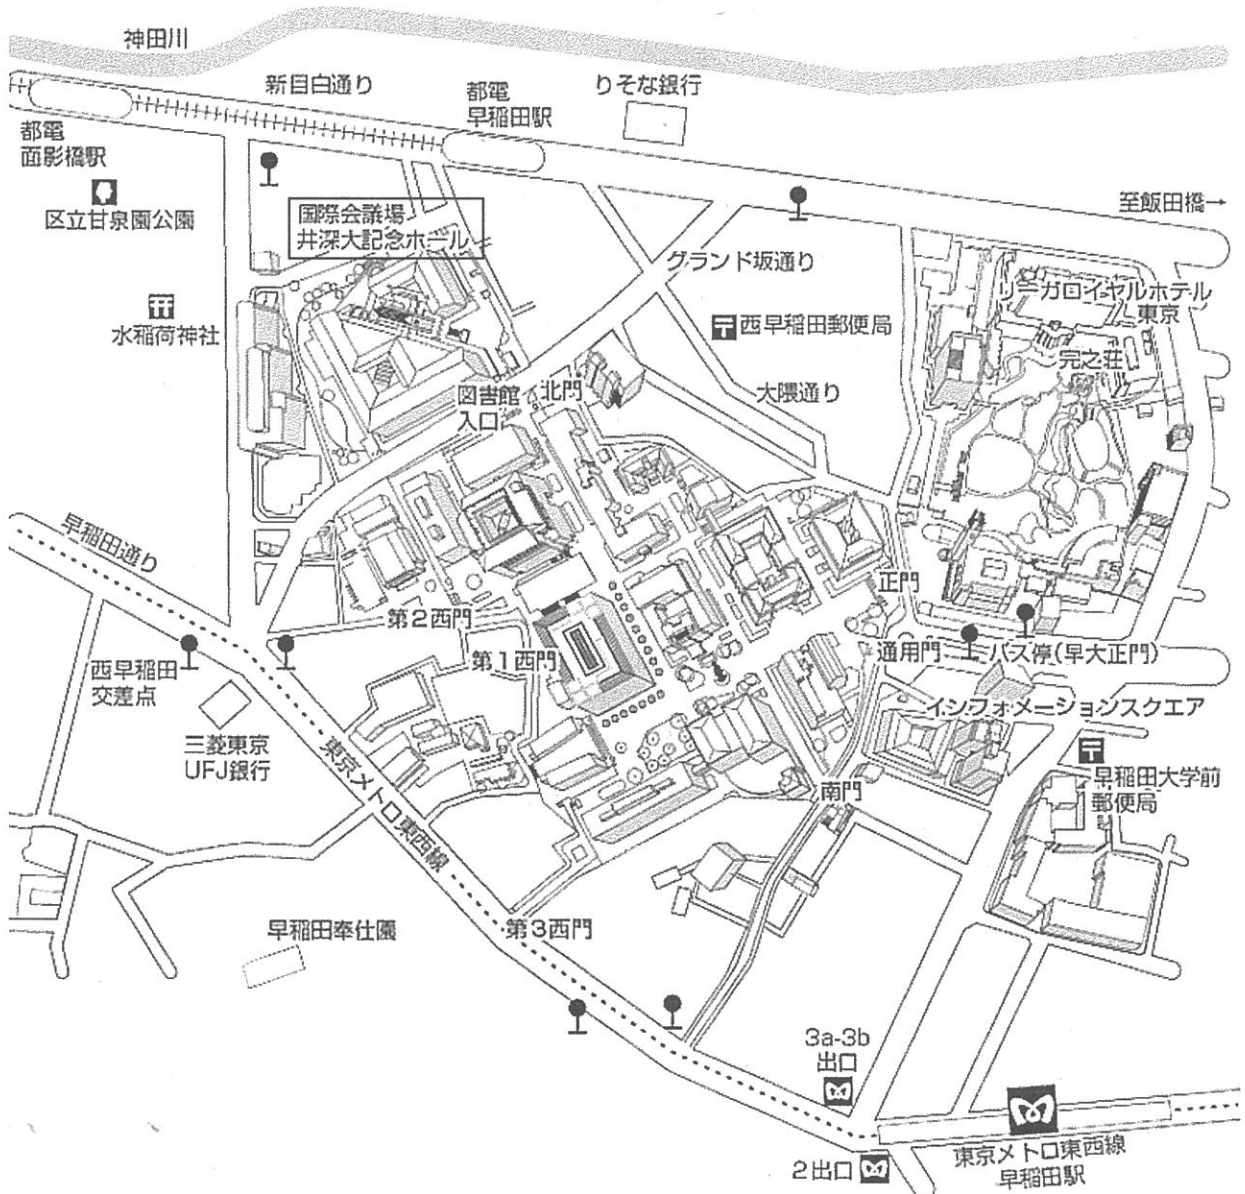 神田川
新目白通り
都電
早稲田駅
りそな銀行
都電
面影橋駅
区立甘泉園公園
国際会議場
井深大記念ホール
至飯田橋→
グランド坂通り
リーガロイヤルホテル
東京
水稲荷神社
西早稲田郵便局
完之荘
図書館
入口
北門
大隈通り
早稲田通り
正門
第2西門
第1西門
通用門
バス停(早大正門)
西早稲田
交差点
インフォメーションスクエア
三菱東京
UFJ銀行
東京メトロ東西線
南門
早稲田大学前
郵便局
早稲田奉仕園
第3西門
3a-3b
出口
2出口
東京メトロ東西線
早稲田駅